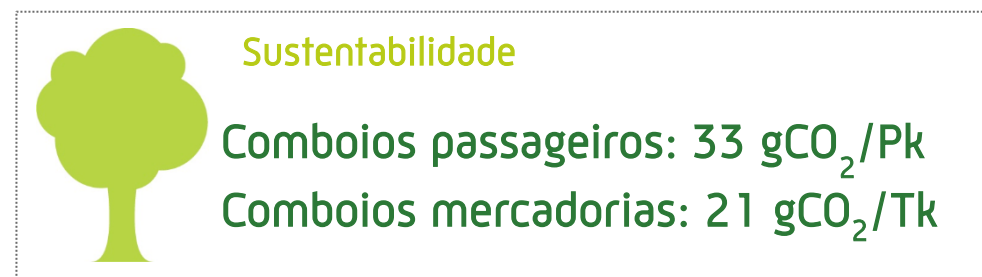 Sustentabilidade
Comboios passageiros: 33 gCO₂/Pk
Comboios mercadorias: 21 gCO₂/Tk